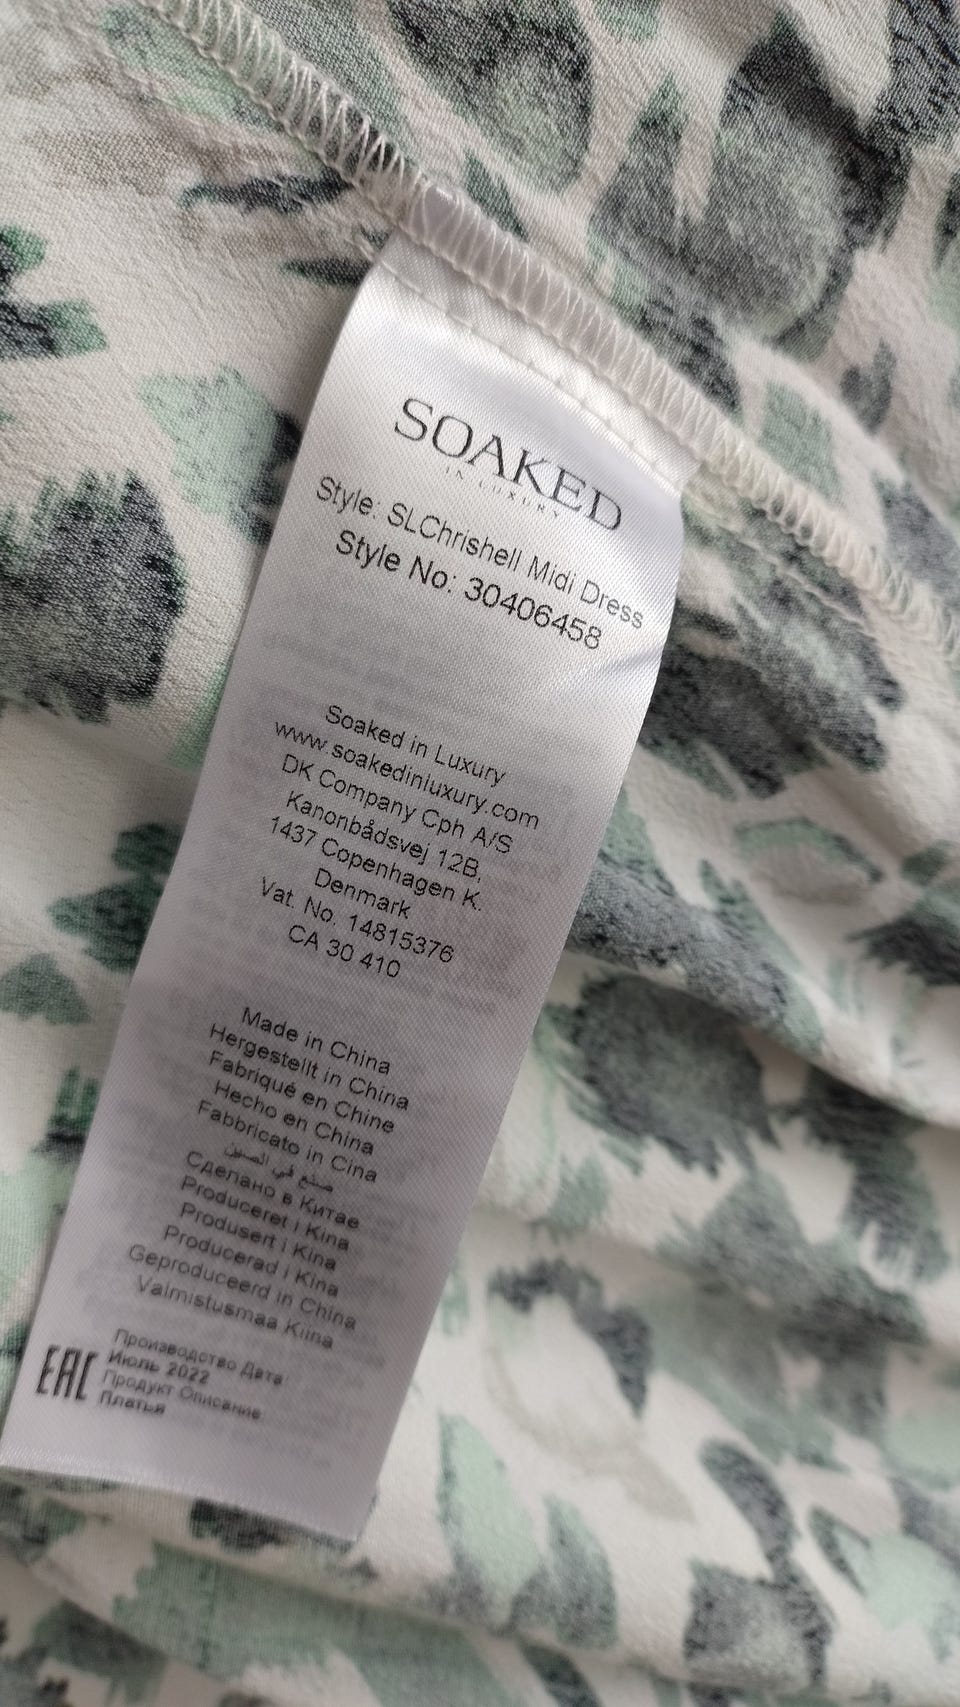 SOAKED
IN LUXURY
Style: SLChrishell Midi Dress
Style No: 30406458
Soaked in Luxury
www.soakediniuxury.com
DK Company Cph A/S
Kanonbådsvej 12B,
1437 Copenhagen K.
Denmark
Vat. No. 14815376
CA 30 410
Made in China
Hergestellt in China
Fabriqué en Chine
Hecho en China
Fabbricato in Cina
صنع في الصين
Сделано в Китае
Produceret i Kina
Produsert i Kina
Producerad i Kina
Geproduceerd in China
Valmistusmaa Kiina
EAC
Производство Дата:
Июль 2022
Продукт Описание
Платья